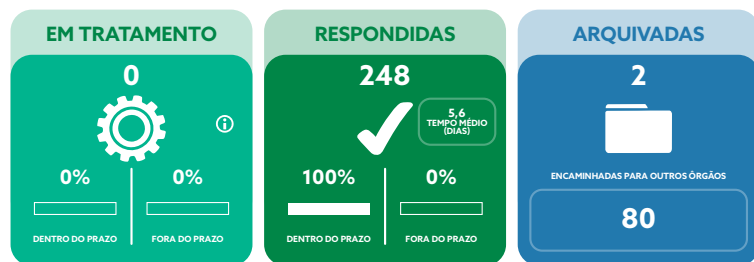 EM TRATAMENTO
0
0%
0%
DENTRO DO PRAZO
FORA DO PRAZO
RESPONDIDAS
248
5,6
TEMPO MÉDIO
(DIAS)
100%
0%
DENTRO DO PRAZO
FORA DO PRAZO
ARQUIVADAS
2
ENCAMINHADAS PARA OUTROS ÓRGÃOS
80